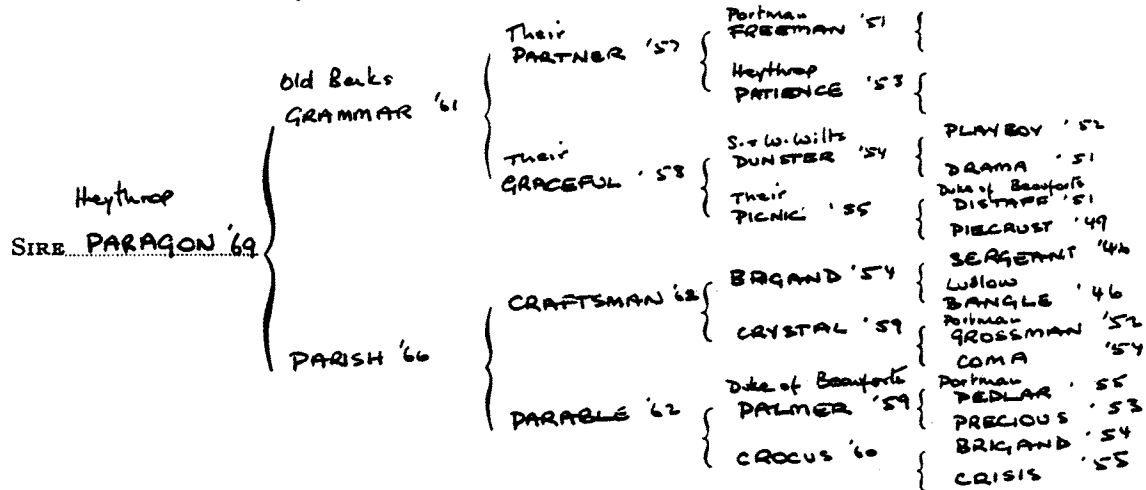 Their
PARTNER '57
Portman
FREEMAN '51
Heythrop
PATIENCE '53
Old Berks
GRAMMAR '61
Their
GRACEFUL '58
S. & W. Wilts
DUNSTER '54
PLAYBOY '52
DRAMA '51
Their
PICNIC '55
Duke of Beauforts
DISTAFF '51
PIECRUST '49
Heythrop
SIRE PARAGON '69
CRAFTSMAN '62
BRIGAND '54
SERGEANT '46
Ludlow
BANGLE '46
CRYSTAL '59
Portman
GROSSMAN '52
COMA '54
PARISH '66
PARABLE '62
Duke of Beauforts
PALMER '59
Portman
PEDLAR '55
PRECIOUS '53
CROCUS '60
BRIGAND '54
CRISIS '55